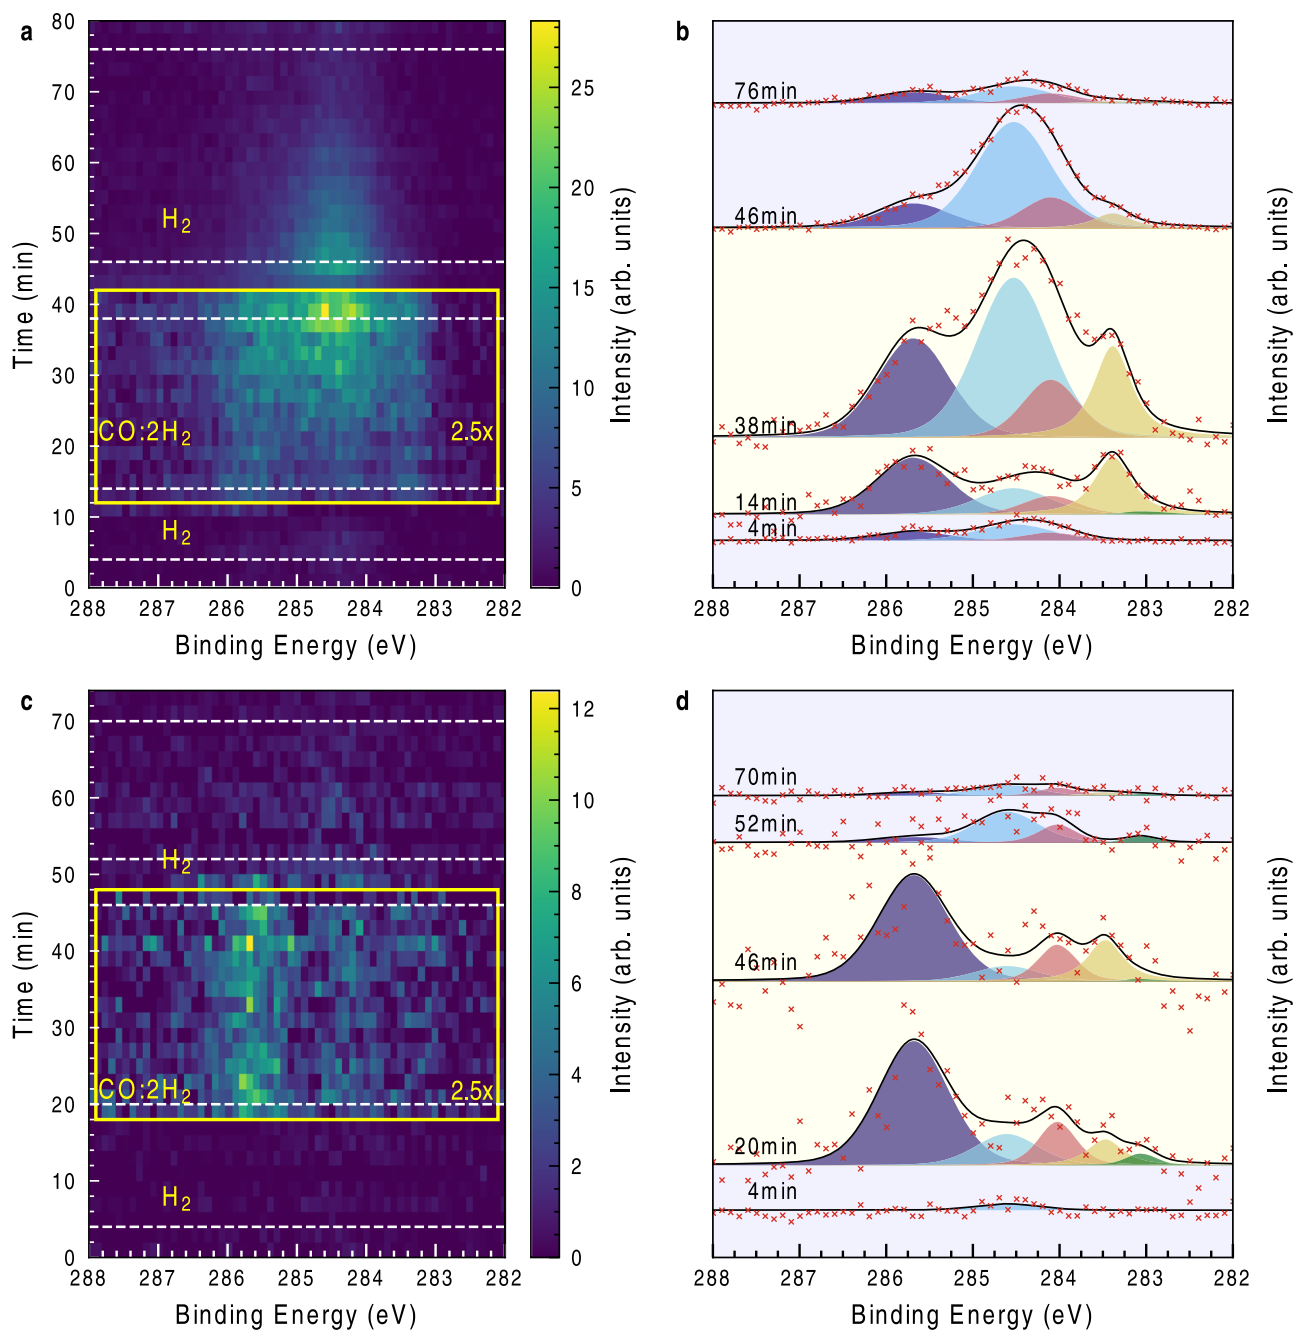 a
80
70
60
50
40
30
20
10
0
Time (min)
H₂
CO:2H₂
2.5x
H₂
288
287
286
285
284
283
282
Binding Energy (eV)
25
20
15
10
5
0
Intensity (arb. units)
b
76min
46min
38min
14min
4min
288
287
286
285
284
283
282
Binding Energy (eV)
Intensity (arb. units)
c
70
60
50
40
30
20
10
0
Time (min)
H₂
CO:2H₂
2.5x
H₂
288
287
286
285
284
283
282
Binding Energy (eV)
12
10
8
6
4
2
0
Intensity (arb. units)
d
70min
52min
46min
20min
4min
288
287
286
285
284
283
282
Binding Energy (eV)
Intensity (arb. units)